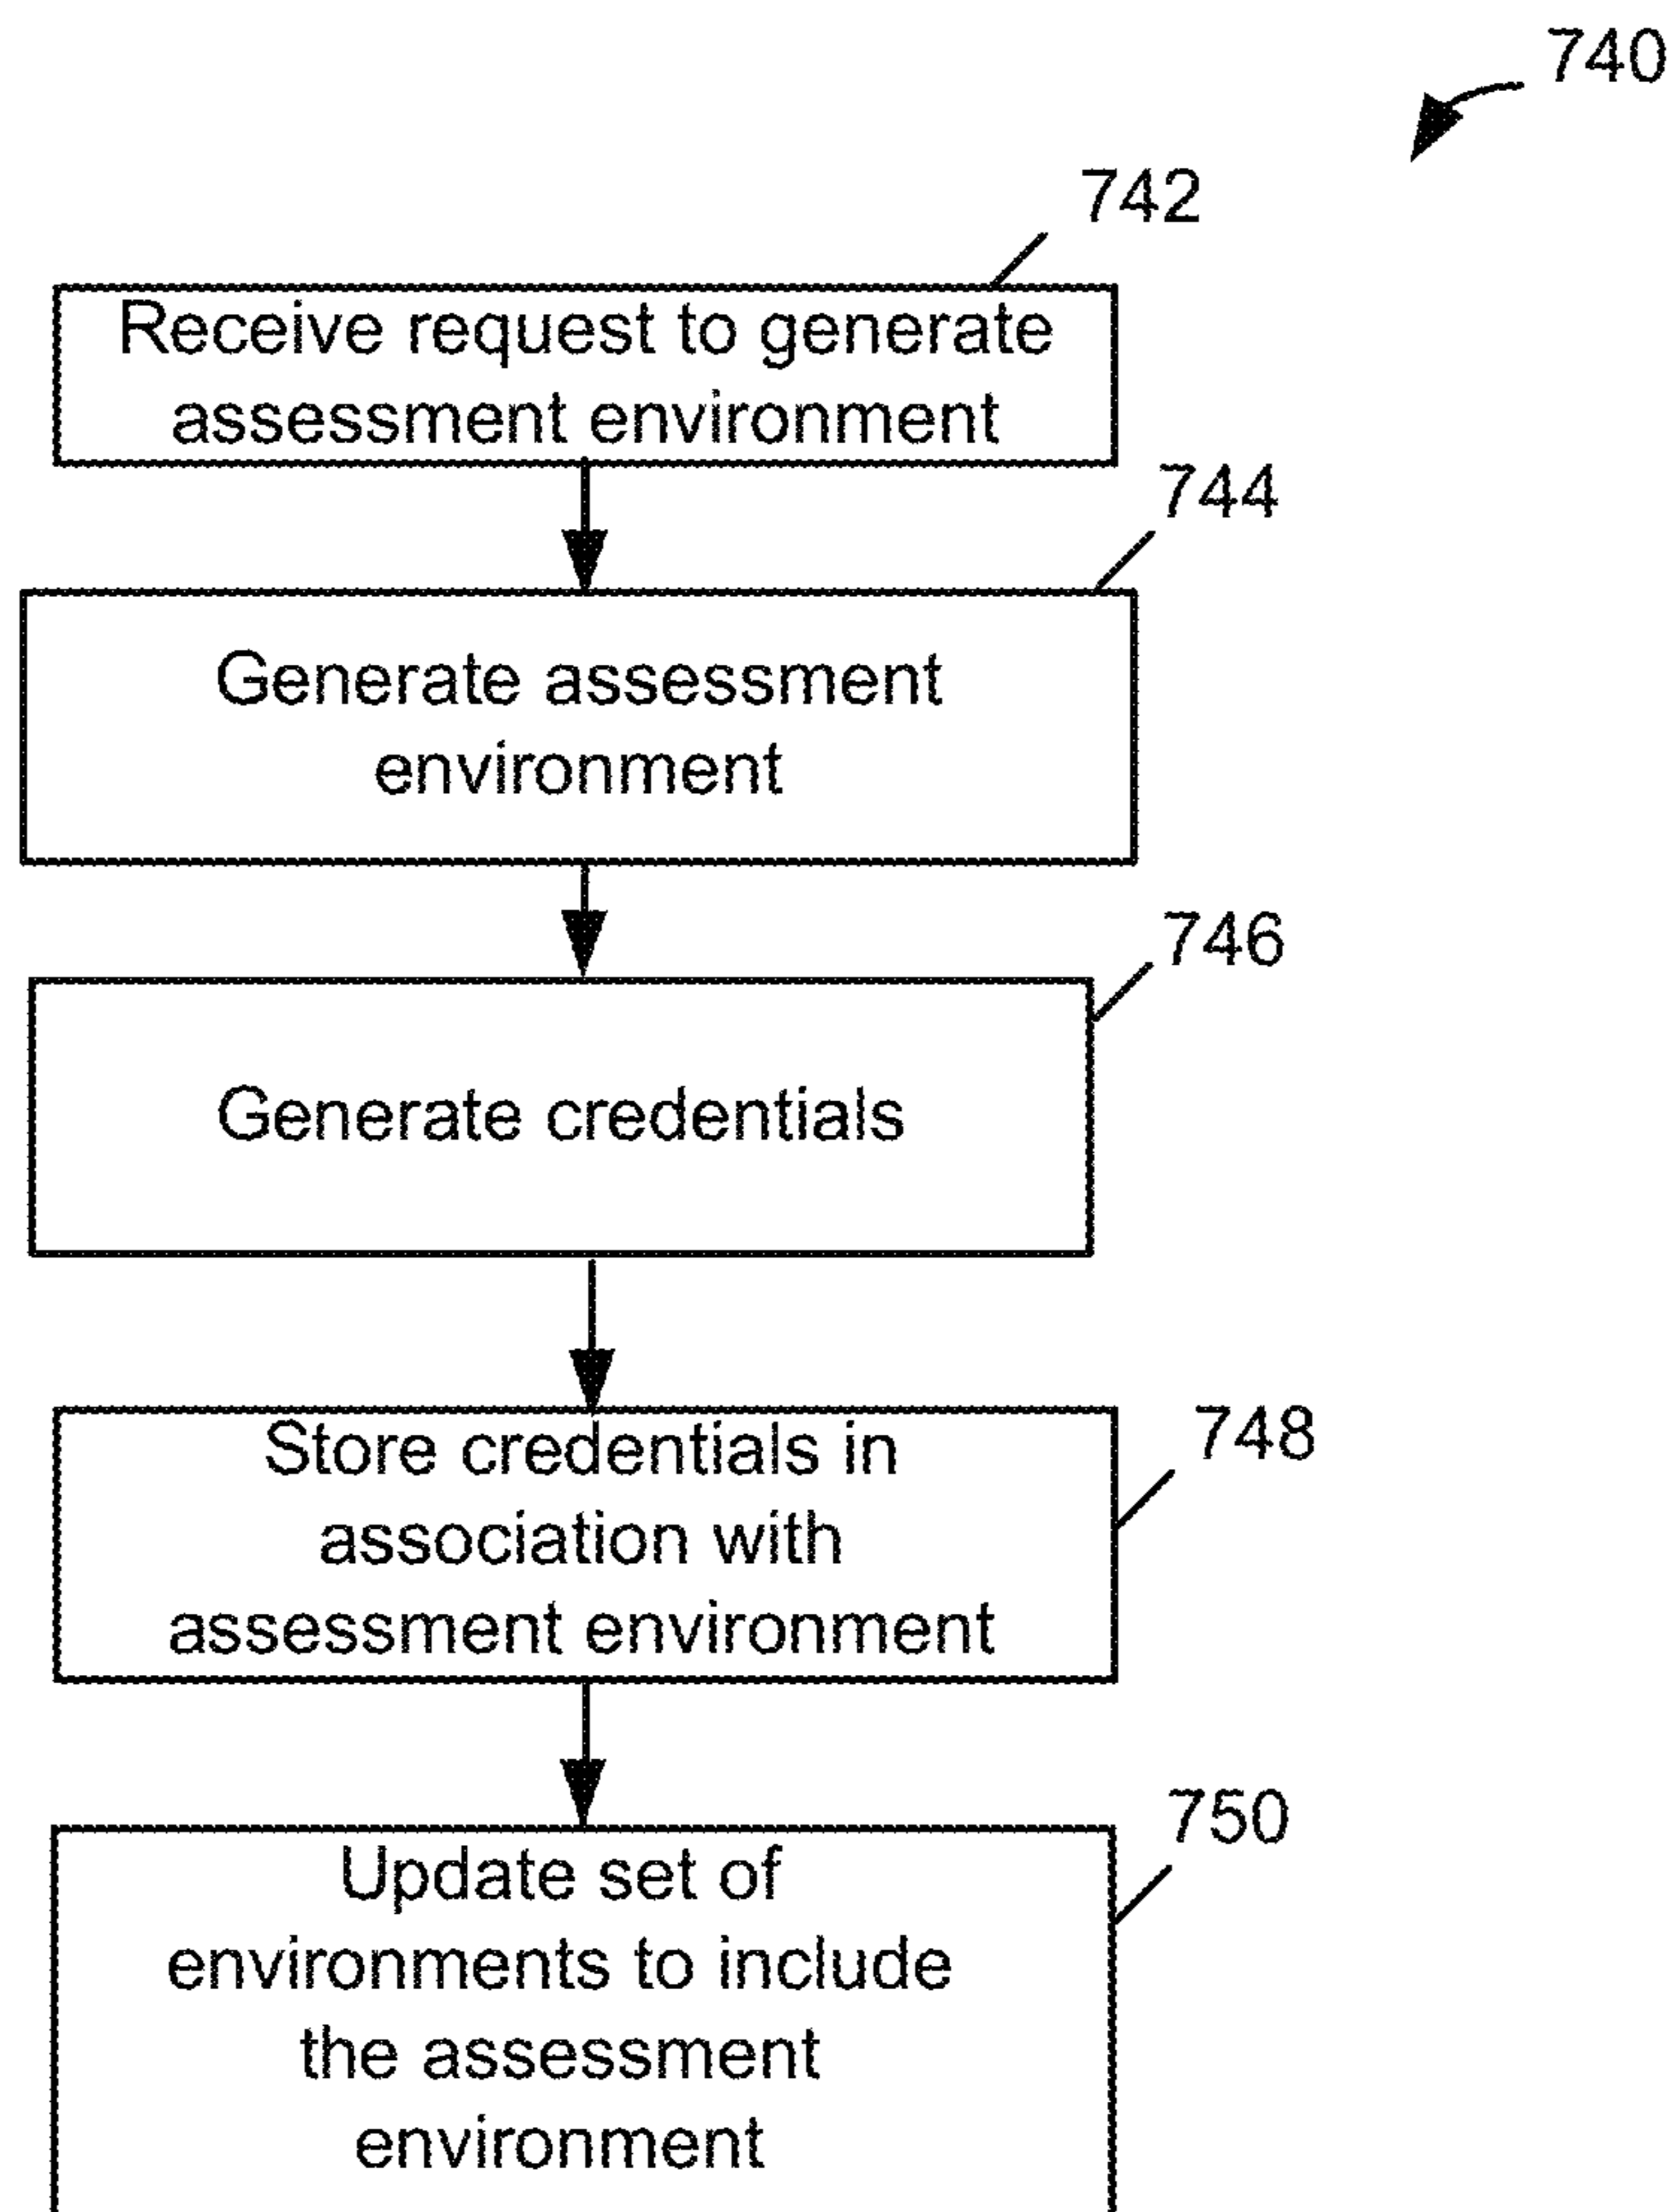 740
742
Receive request to generate
assessment environment
744
Generate assessment
environment
746
Generate credentials
748
Store credentials in
association with
assessment environment
750
Update set of
environments to include
the assessment
environment